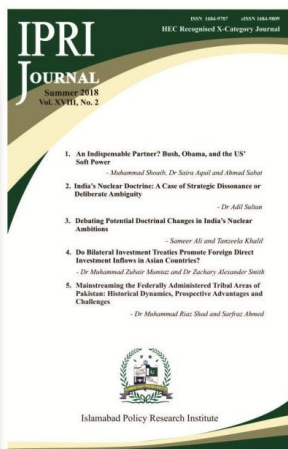 ISSN 1684-9787 eISSN 1684-9809
HEC Recognised X-Category Journal
IPRI
JOURNAL
Summer 2018
Vol. XVIII, No. 2
1. An Indispensable Partner? Bush, Obama, and the US'
Soft Power
- Muhammad Shoaib, Dr Saira Aquil and Ahmad Sabat
2. India's Nuclear Doctrine: A Case of Strategic Dissonance or
Deliberate Ambiguity
- Dr Adil Sultan
3. Debating Potential Doctrinal Changes in India's Nuclear
Ambitions
- Sameer Ali and Tanzeela Khalil
4. Do Bilateral Investment Treaties Promote Foreign Direct
Investment Inflows in Asian Countries?
- Dr Muhammad Zubair Mumtaz and Dr Zachary Alexander Smith
5. Mainstreaming the Federally Administered Tribal Areas of
Pakistan: Historical Dynamics, Prospective Advantages and
Challenges
- Dr Muhammad Riaz Shad and Sarfraz Ahmed
Islamabad Policy Research Institute